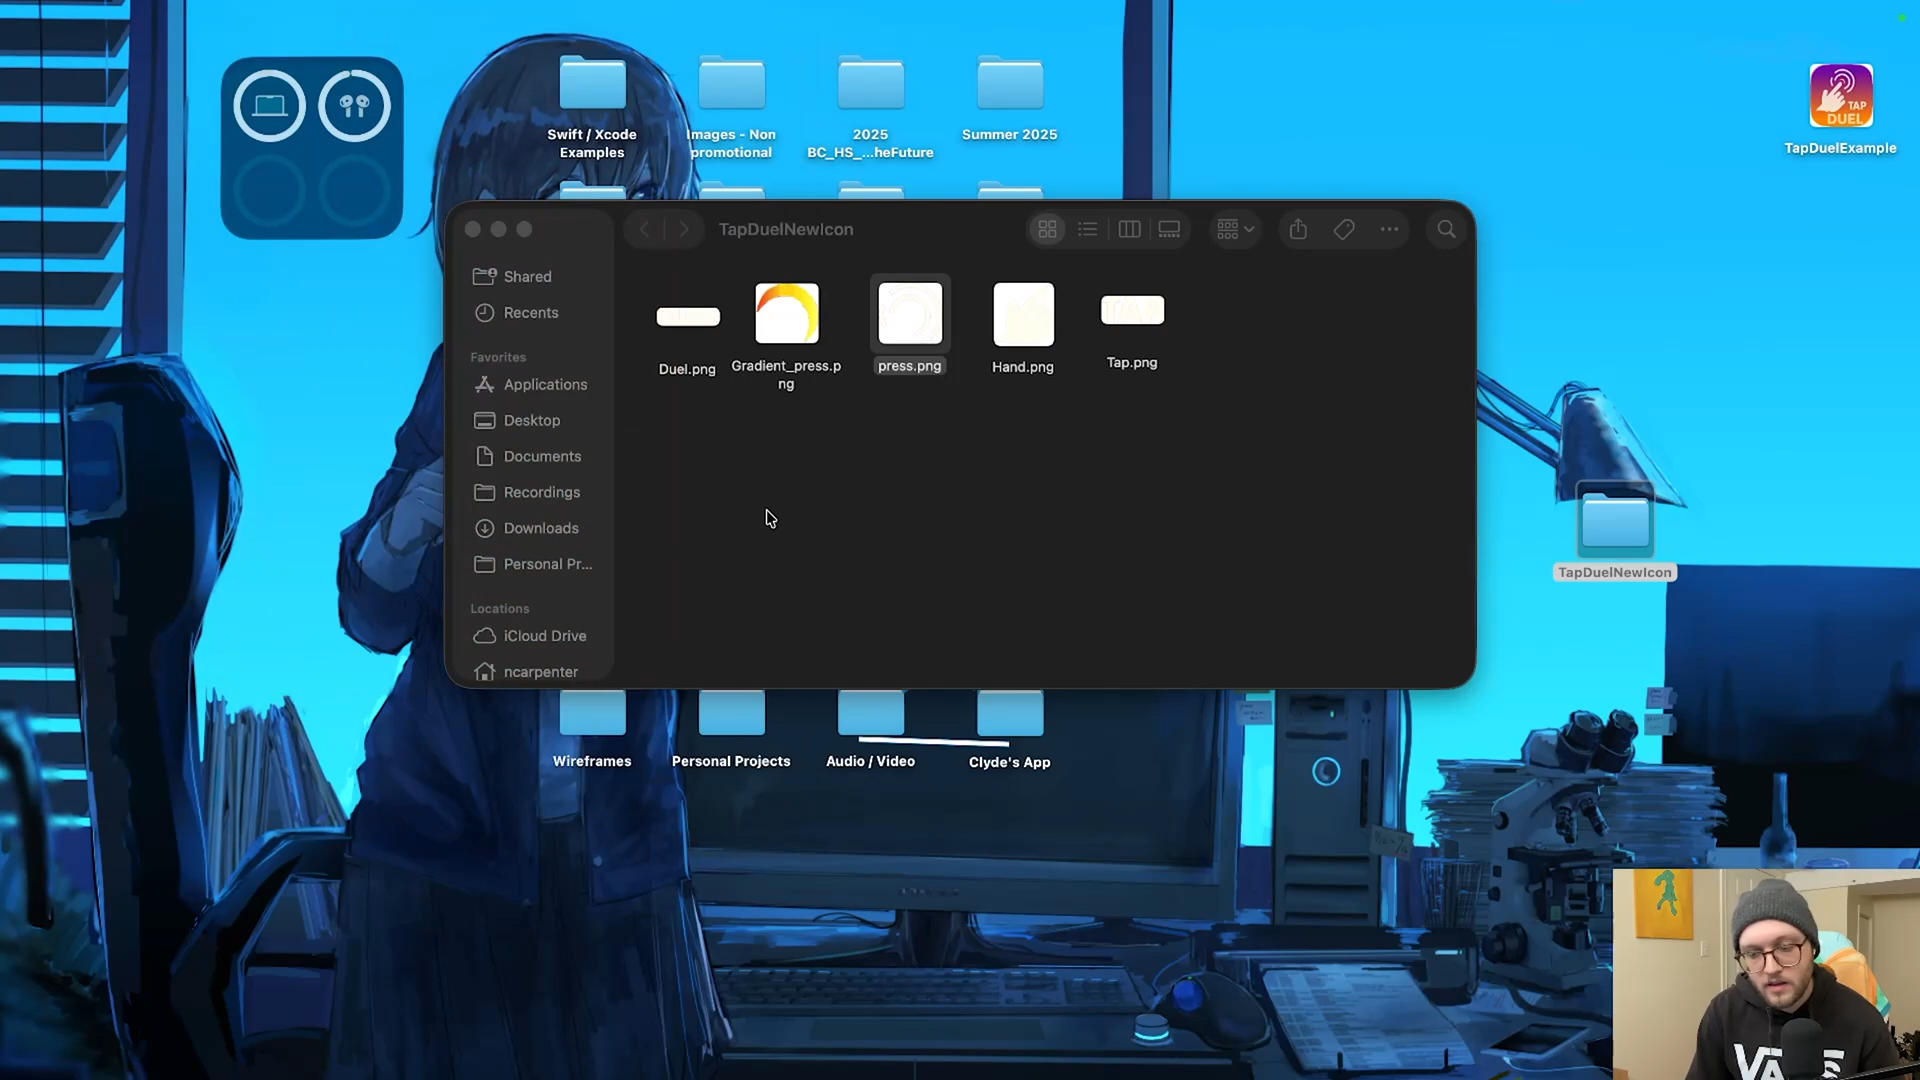 Swift / Xcode
Examples
Images - Non
promotional
2025
BC_HS_...heFuture
Summer 2025
TAP
DUEL
TapDuelExample
TapDuelNewIcon
Shared
Recents
Favorites
Applications
Desktop
Documents
Recordings
Downloads
Personal Pr...
Locations
iCloud Drive
ncarpenter
Duel.png
Gradient_press.p
ng
press.png
Hand.png
Tap.png
TapDuelNewIcon
Wireframes
Personal Projects
Audio / Video
Clyde's App